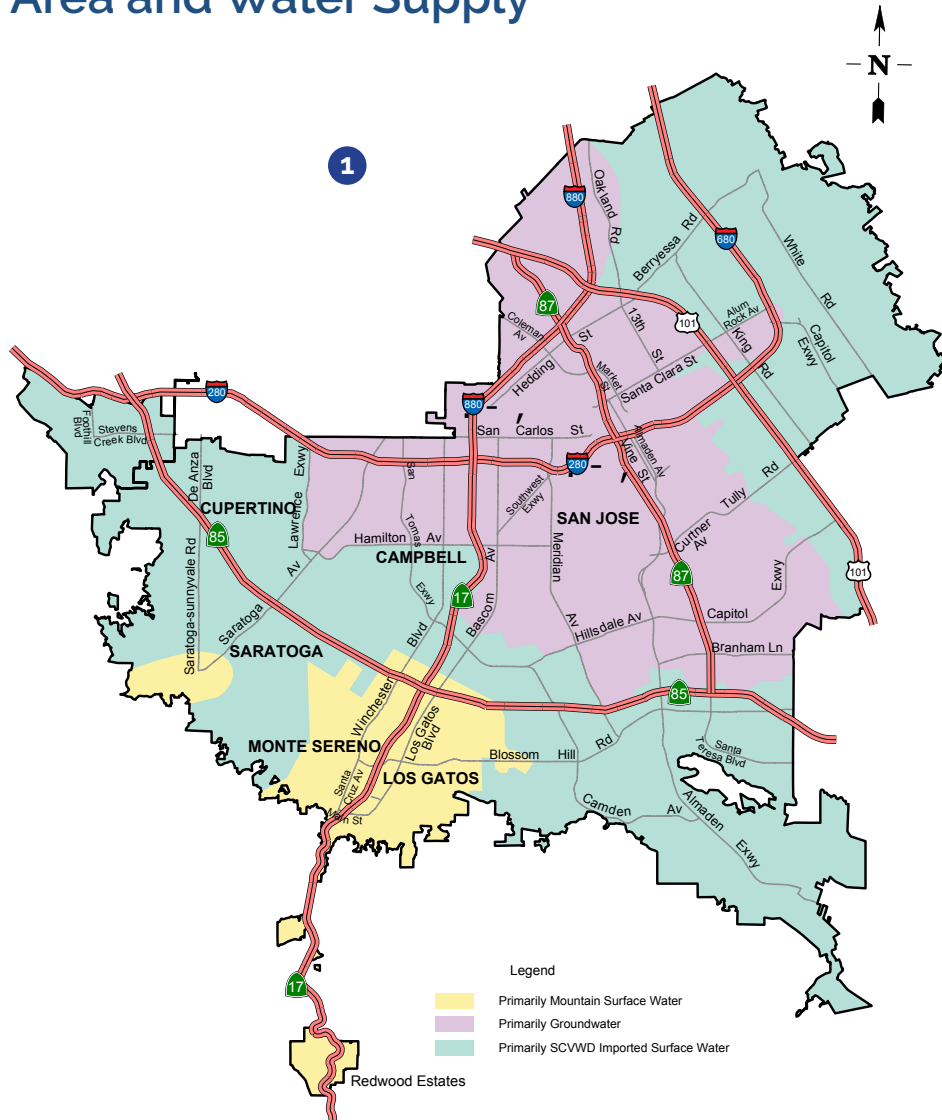 Area and Water Supply
N
1
880
680
Oakland
Rd
Berryessa Rd
White
Rd
87
101
Coleman
Av
Hedding St
13th
St
Alum
Rock Av
King
Rd
Capitol
Exwy
Market
St
Santa Clara St
280
880
Foothill
Blvd
Stevens
Creek Blvd
San Carlos St
280
Vine St
Almaden Av
De Anza
Blvd
Lawrence Exwy
San
Tomas
Exwy
Southwest
Exwy
Tully Rd
CUPERTINO
SAN JOSE
85
Hamilton Av
CAMPBELL
Meridian
Av
Curtner
Av
87
101
17
Saratoga-sunnyvale Rd
Saratoga Av
Bascom Av
Hillsdale Av
Capitol Exwy
Branham Ln
SARATOGA
Winchester Blvd
85
Los Gatos
Blvd
MONTE SERENO
Blossom Hill Rd
Santa
Teresa Blvd
LOS GATOS
Santa
Cruz Av
Main St
Camden Av
Almaden
Exwy
17
Redwood Estates
Legend
Primarily Mountain Surface Water
Primarily Groundwater
Primarily SCVWD Imported Surface Water